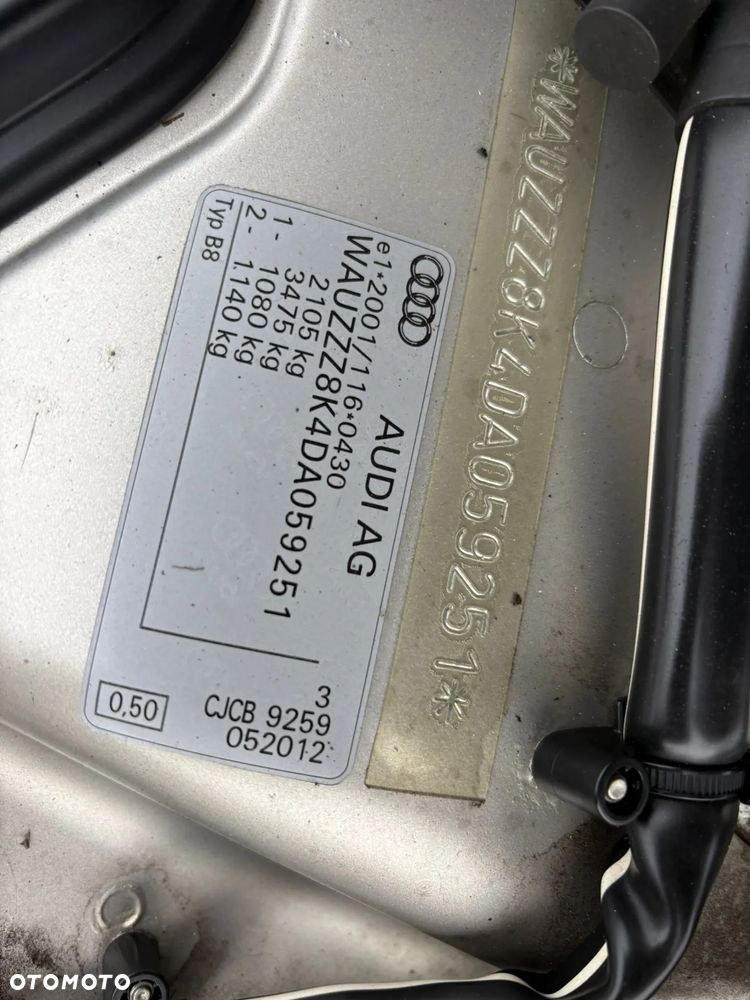 *WAUZZZ8K4DA059251*
AUDI AG
e1*2001/116*0430
WAUZZZ8K4DA059251
2105 kg
3475 kg
1- 1080 kg
2- 1140 kg
Typ B8
3
CJCB 9259
052012
0,50
OTOMOTO